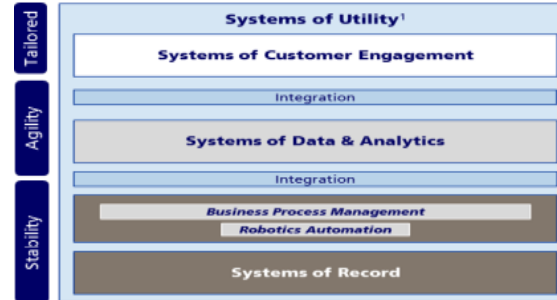 Systems of Utility¹
Tailored
Systems of Customer Engagement
Integration
Agility
Systems of Data & Analytics
Integration
Stability
Business Process Management
Robotics Automation
Systems of Record